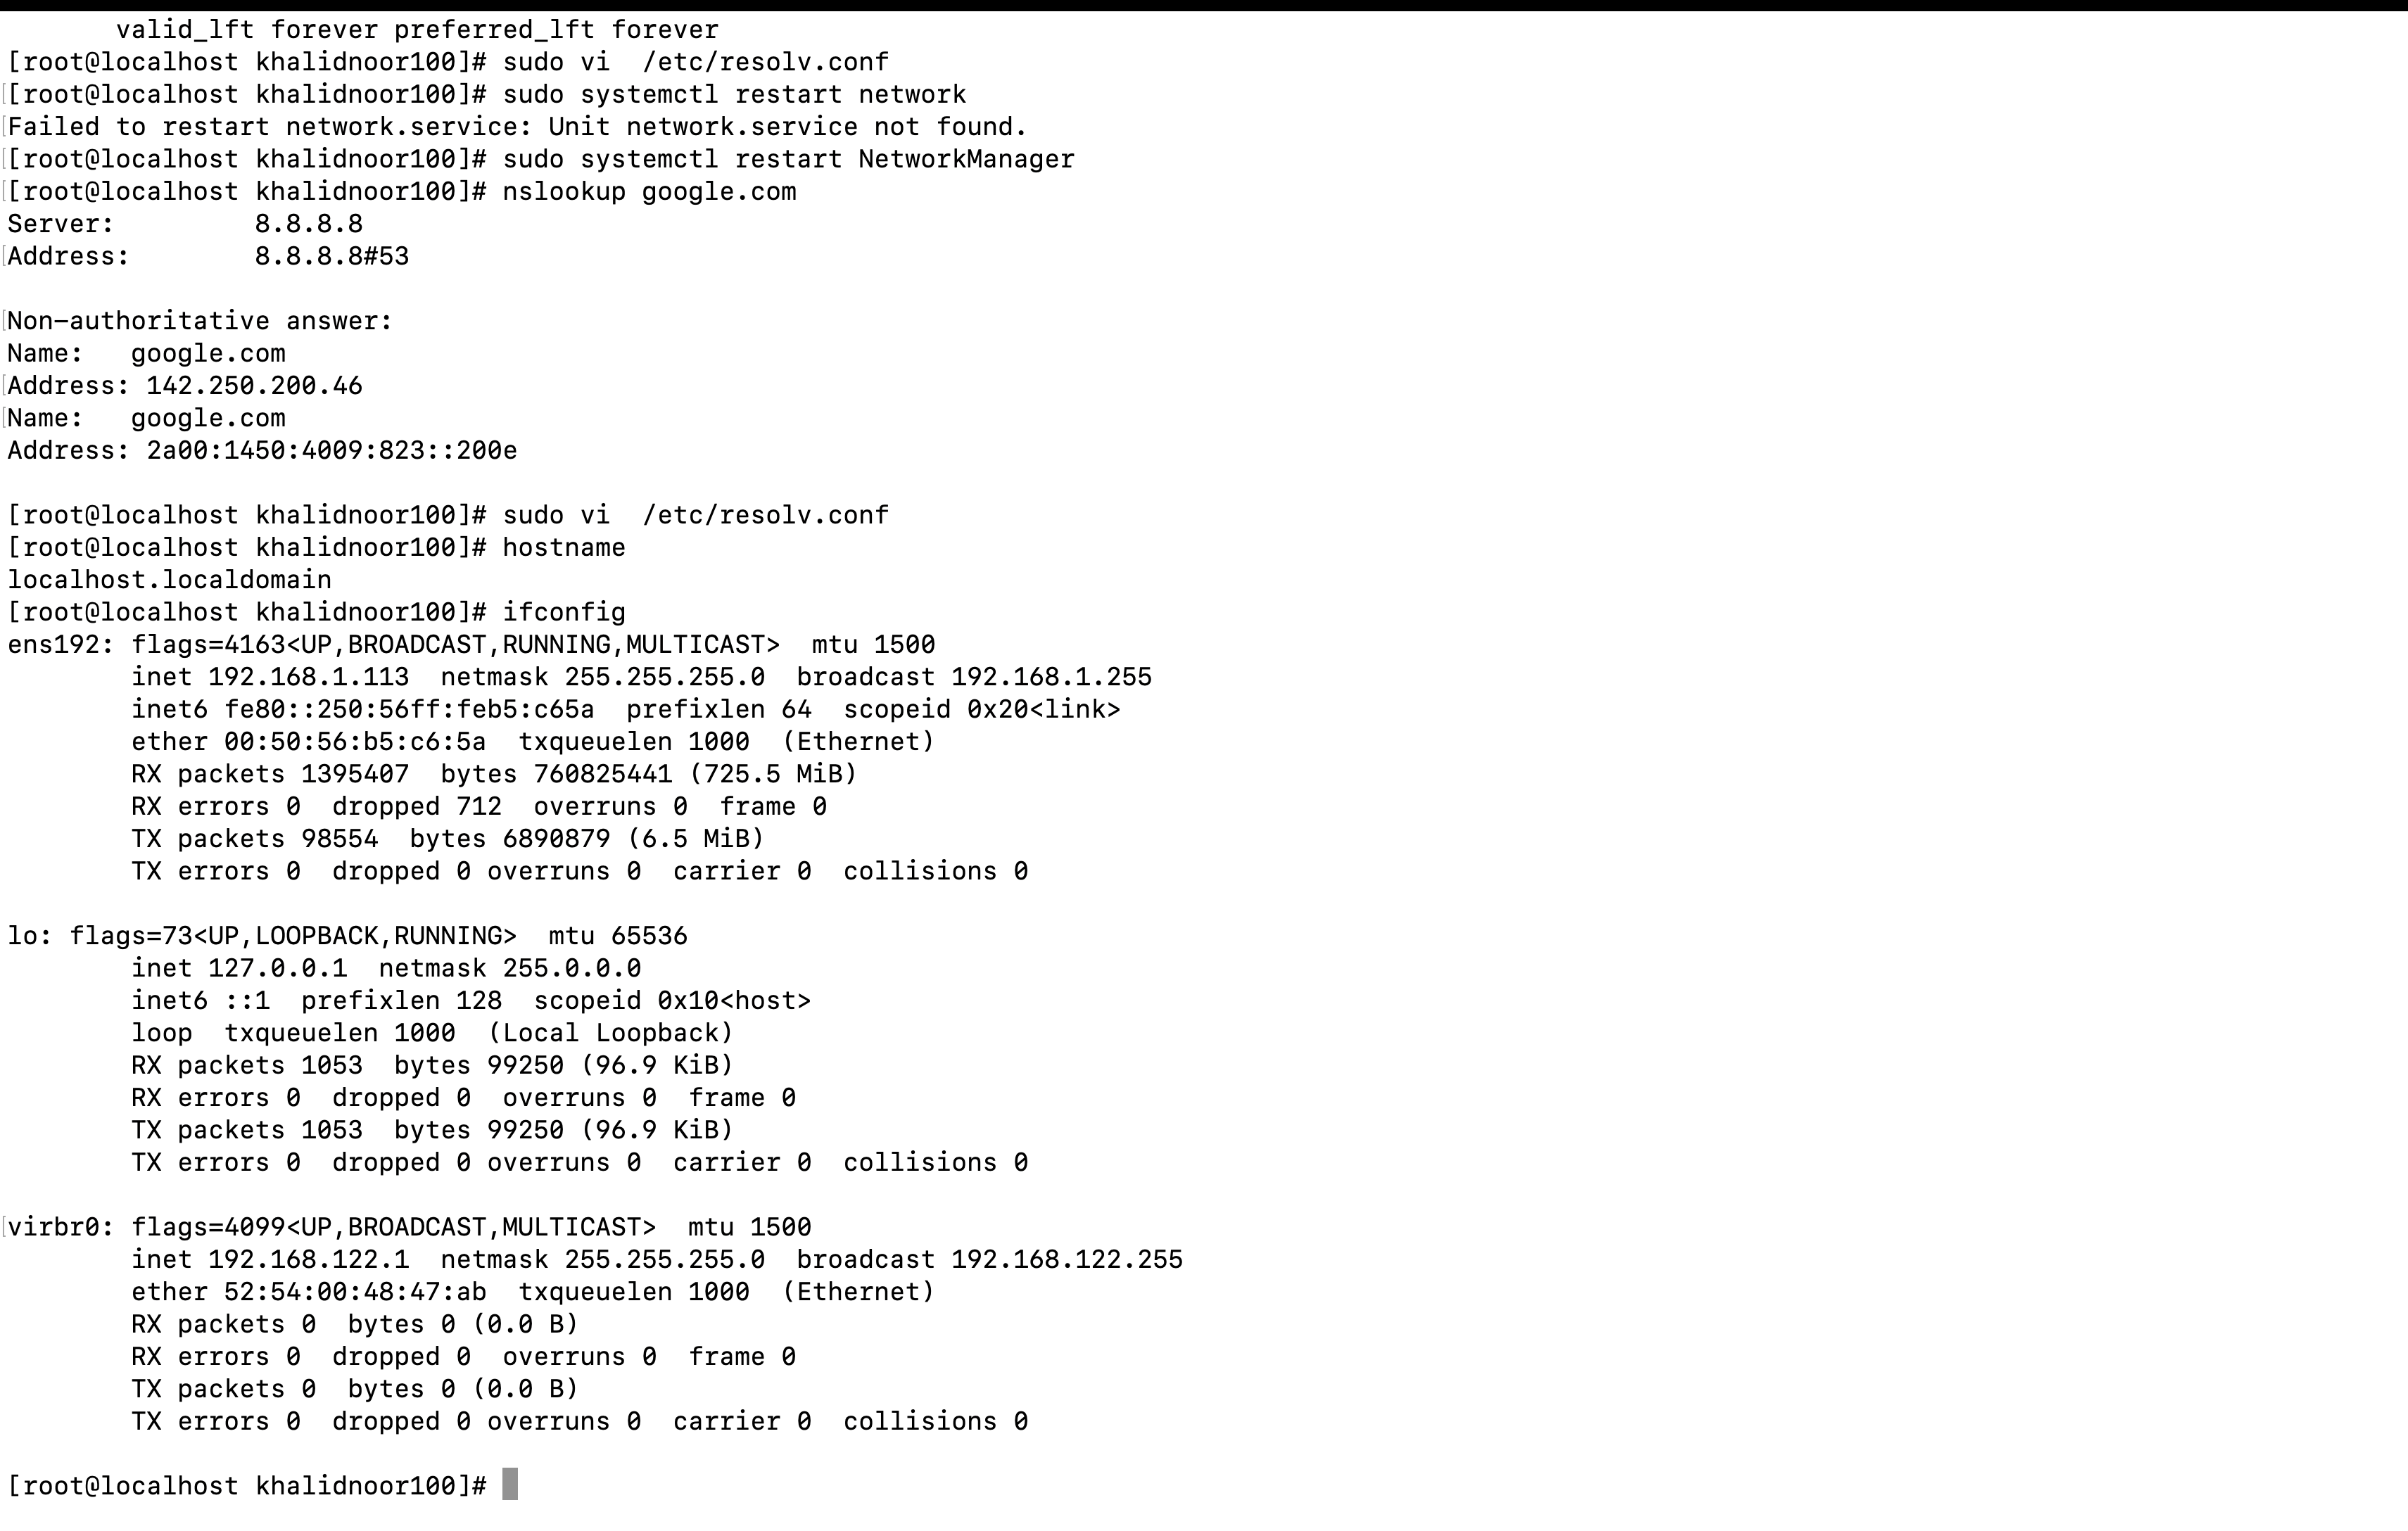 valid_lft forever preferred_lft forever
[root@localhost khalidnoor100]# sudo vi  /etc/resolv.conf
[[root@localhost khalidnoor100]# sudo systemctl restart network
[Failed to restart network.service: Unit network.service not found.
[[root@localhost khalidnoor100]# sudo systemctl restart NetworkManager
[[root@localhost khalidnoor100]# nslookup google.com
Server:         8.8.8.8
[Address:        8.8.8.8#53

[Non-authoritative answer:
Name:   google.com
[Address: 142.250.200.46
[Name:   google.com
Address: 2a00:1450:4009:823::200e

[root@localhost khalidnoor100]# sudo vi  /etc/resolv.conf
[root@localhost khalidnoor100]# hostname
localhost.localdomain
[root@localhost khalidnoor100]# ifconfig
ens192: flags=4163<UP,BROADCAST,RUNNING,MULTICAST>  mtu 1500
        inet 192.168.1.113  netmask 255.255.255.0  broadcast 192.168.1.255
        inet6 fe80::250:56ff:feb5:c65a  prefixlen 64  scopeid 0x20<link>
        ether 00:50:56:b5:c6:5a  txqueuelen 1000  (Ethernet)
        RX packets 1395407  bytes 760825441 (725.5 MiB)
        RX errors 0  dropped 712  overruns 0  frame 0
        TX packets 98554  bytes 6890879 (6.5 MiB)
        TX errors 0  dropped 0 overruns 0  carrier 0  collisions 0

lo: flags=73<UP,LOOPBACK,RUNNING>  mtu 65536
        inet 127.0.0.1  netmask 255.0.0.0
        inet6 ::1  prefixlen 128  scopeid 0x10<host>
        loop  txqueuelen 1000  (Local Loopback)
        RX packets 1053  bytes 99250 (96.9 KiB)
        RX errors 0  dropped 0  overruns 0  frame 0
        TX packets 1053  bytes 99250 (96.9 KiB)
        TX errors 0  dropped 0 overruns 0  carrier 0  collisions 0

[virbr0: flags=4099<UP,BROADCAST,MULTICAST>  mtu 1500
        inet 192.168.122.1  netmask 255.255.255.0  broadcast 192.168.122.255
        ether 52:54:00:48:47:ab  txqueuelen 1000  (Ethernet)
        RX packets 0  bytes 0 (0.0 B)
        RX errors 0  dropped 0  overruns 0  frame 0
        TX packets 0  bytes 0 (0.0 B)
        TX errors 0  dropped 0 overruns 0  carrier 0  collisions 0

[root@localhost khalidnoor100]#